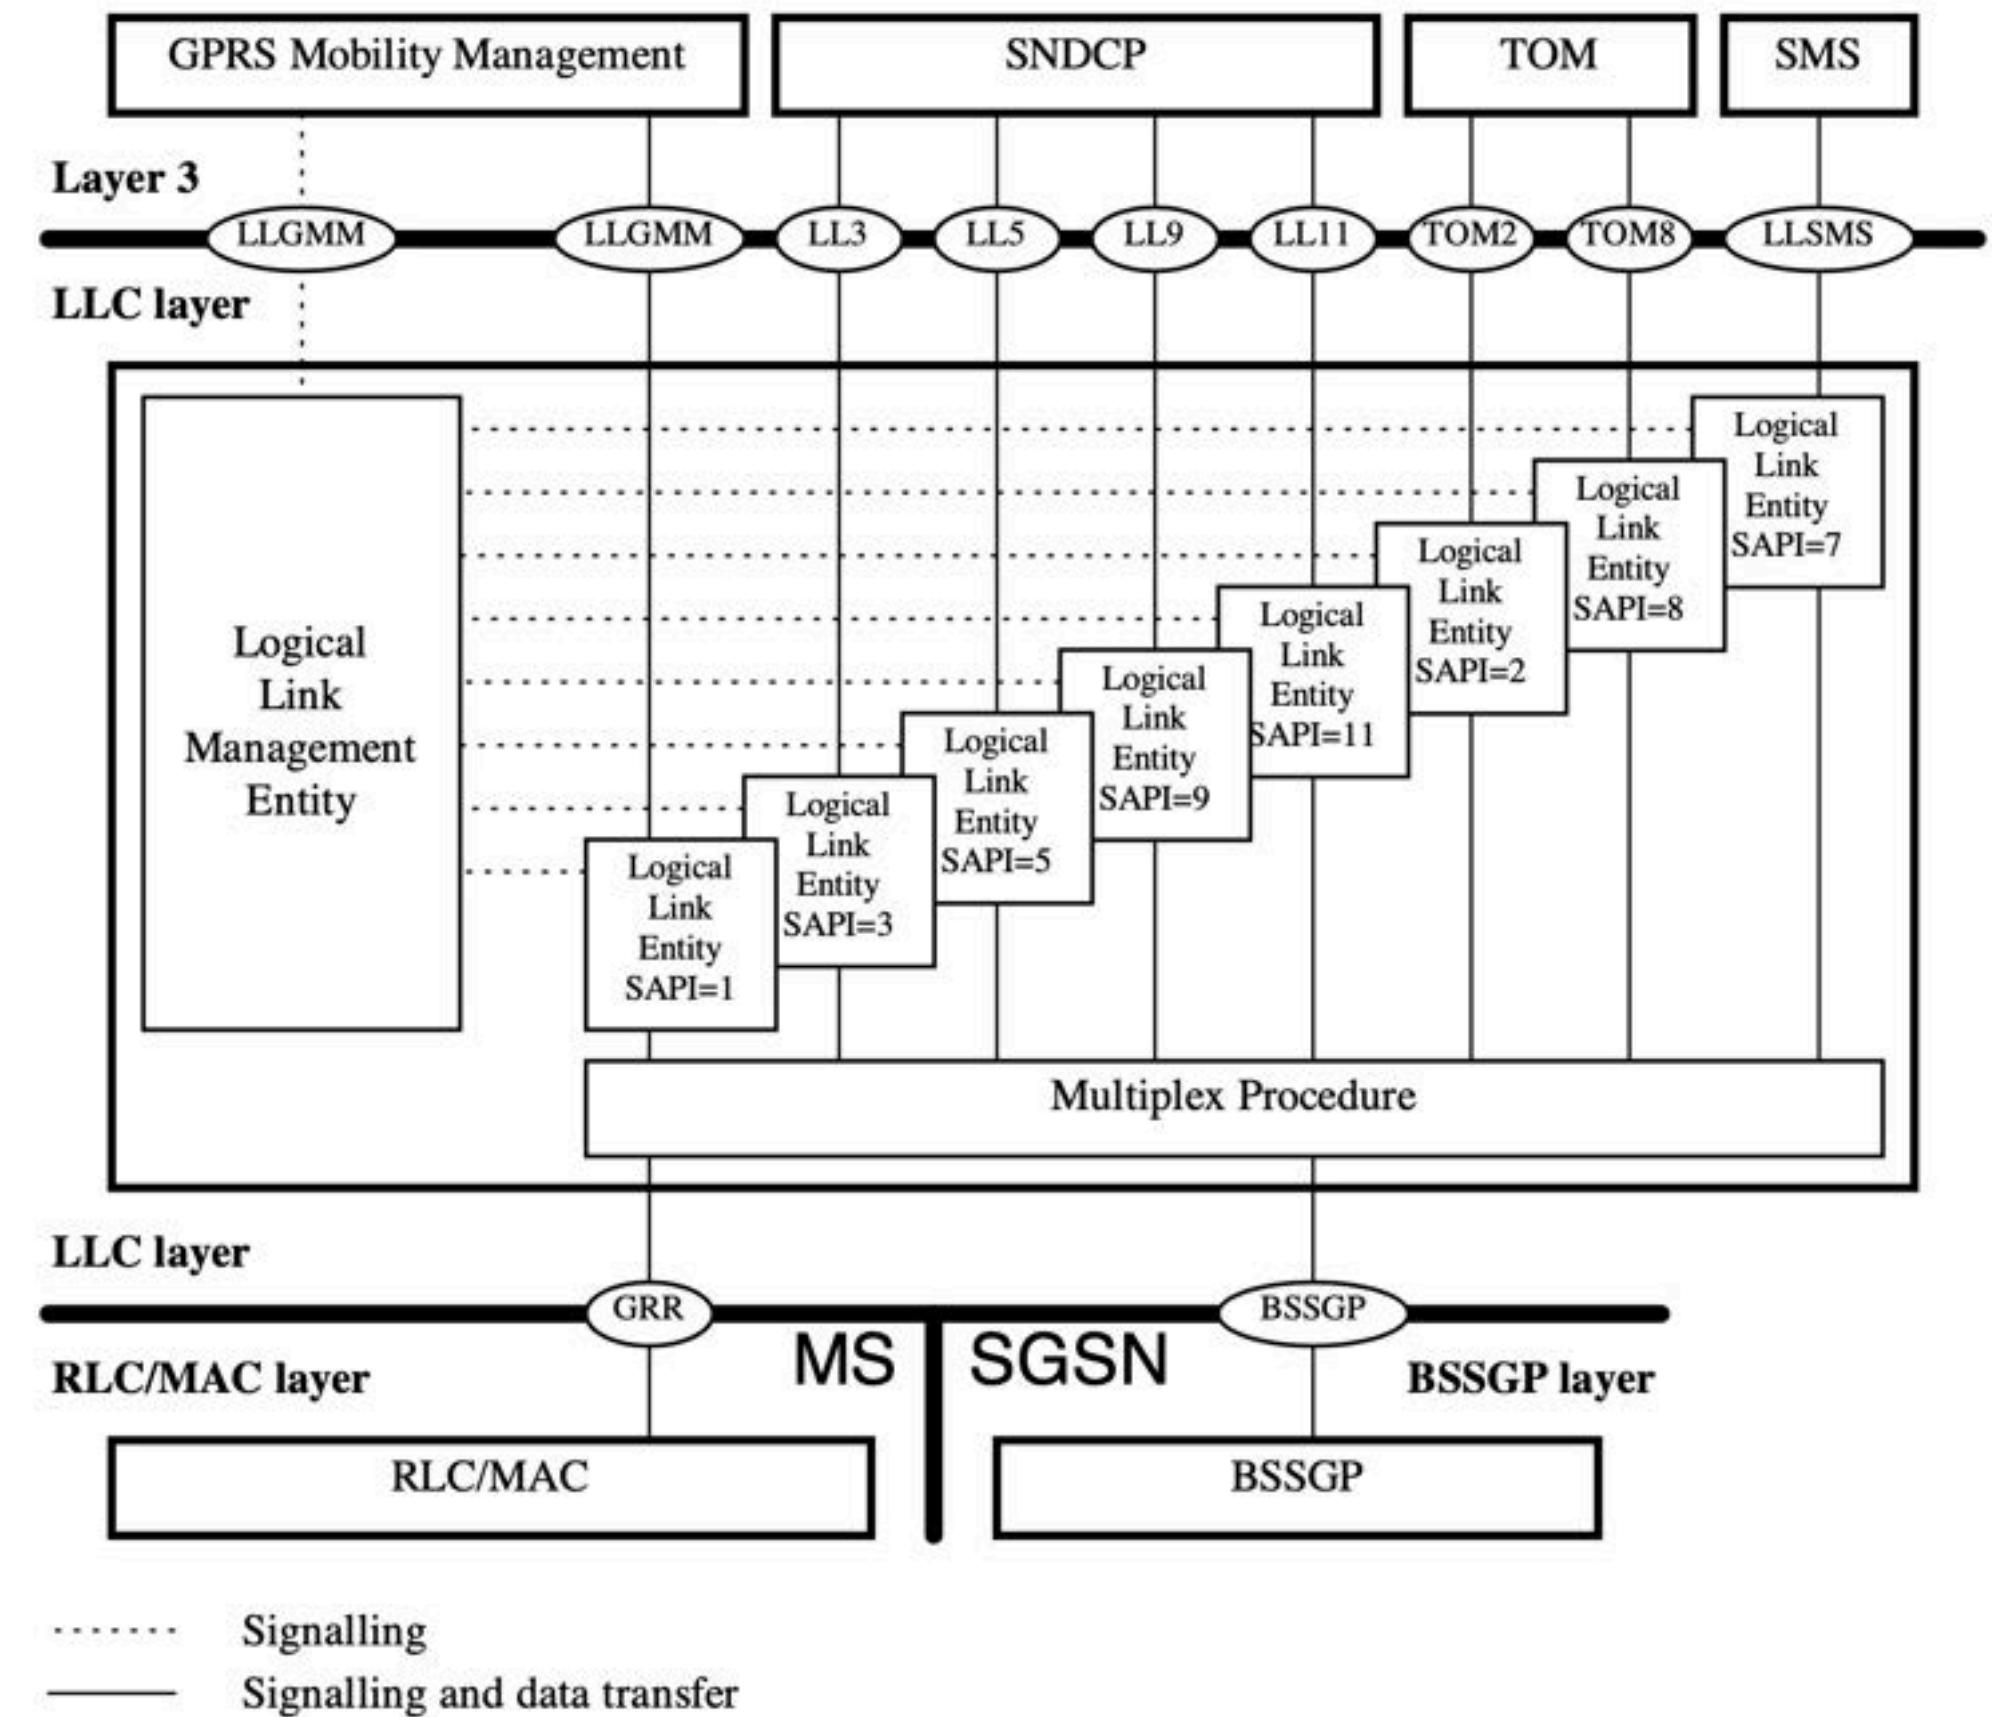 GPRS Mobility Management
SNDCP
TOM
SMS
Layer 3
LLGMM
LLGMM
LL3
LL5
LL9
LL11
TOM2
TOM8
LLSMS
LLC layer
Logical
Link
Management
Entity
Logical
Link
Entity
SAPI=1
Logical
Link
Entity
SAPI=3
Logical
Link
Entity
SAPI=5
Logical
Link
Entity
SAPI=9
Logical
Link
Entity
SAPI=11
Logical
Link
Entity
SAPI=2
Logical
Link
Entity
SAPI=8
Logical
Link
Entity
SAPI=7
Multiplex Procedure
LLC layer
GRR
BSSGP
MS
SGSN
RLC/MAC layer
BSSGP layer
RLC/MAC
BSSGP
Signalling
Signalling and data transfer